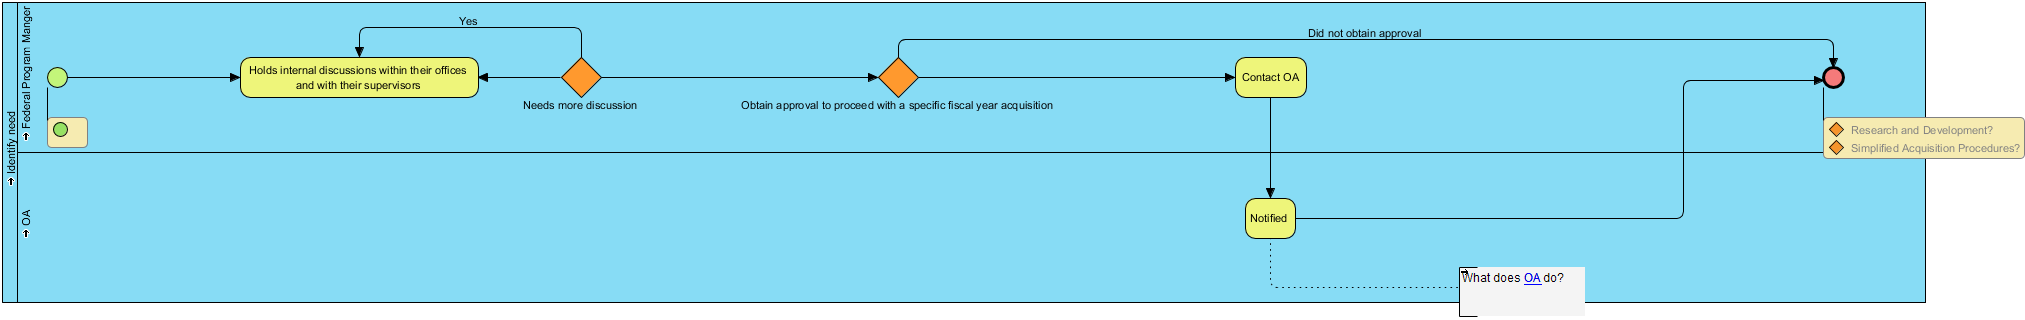 Identify need
Federal Program Manger
Yes
Holds internal discussions within their offices
and with their supervisors
Needs more discussion
Obtain approval to proceed with a specific fiscal year acquisition
Did not obtain approval
Contact OA
Research and Development?
Simplified Acquisition Procedures?
OA
Notified
What does OA do?